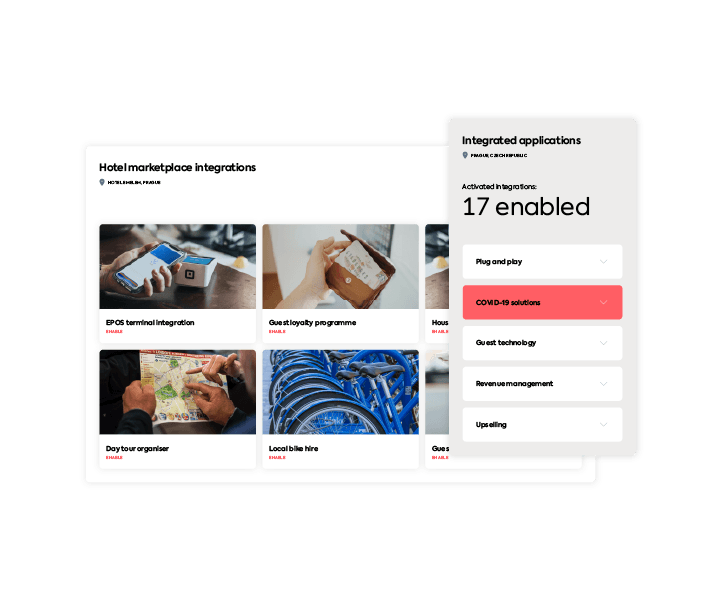 Hotel marketplace integrations
PRAGUE
EPOS terminal integration
ENABLE
Guest loyalty programme
ENABLE
Hous
ENABLE
Day tour organiser
ENABLE
Local bike hire
ENABLE
Gues
ENABLE
Integrated applications
PRAGUE, CZECH REPUBLIC
Activated integrations:
17 enabled
Plug and play
COVID-19 solutions
Guest technology
Revenue management
Upselling